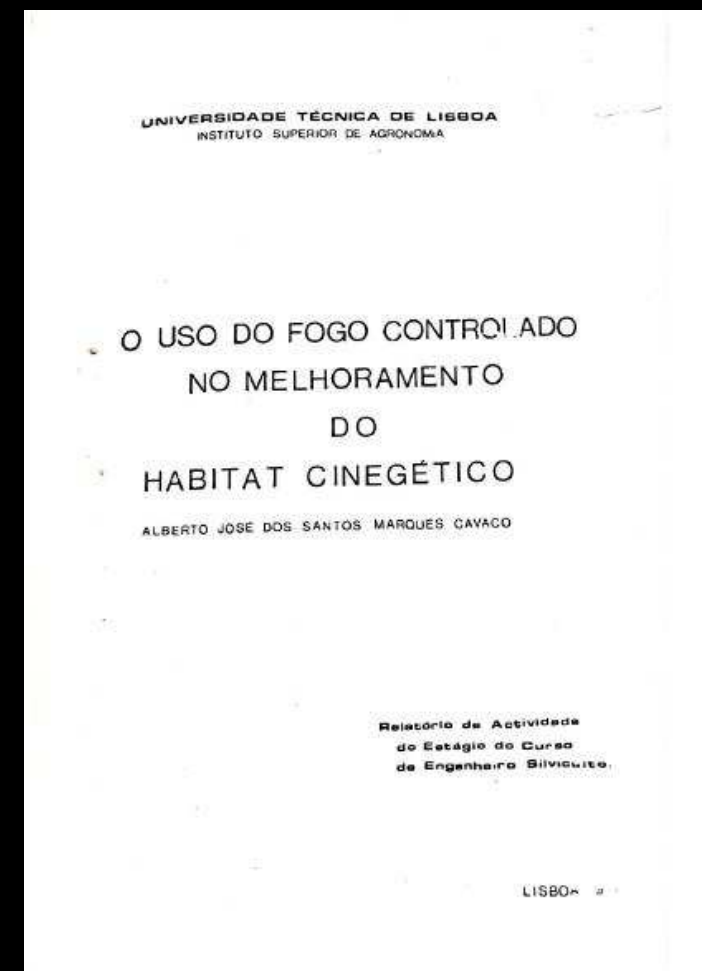 UNIVERSIDADE TÉCNICA DE LISBOA
INSTITUTO SUPERIOR DE AGRONOMIA
O USO DO FOGO CONTROLADO
NO MELHORAMENTO
DO
HABITAT CINEGÉTICO
ALBERTO JOSÉ DOS SANTOS MARQUES CAVACO
Relatório de Actividade
do Estágio do Curso
de Engenheiro Silvicultor.
LISBOA